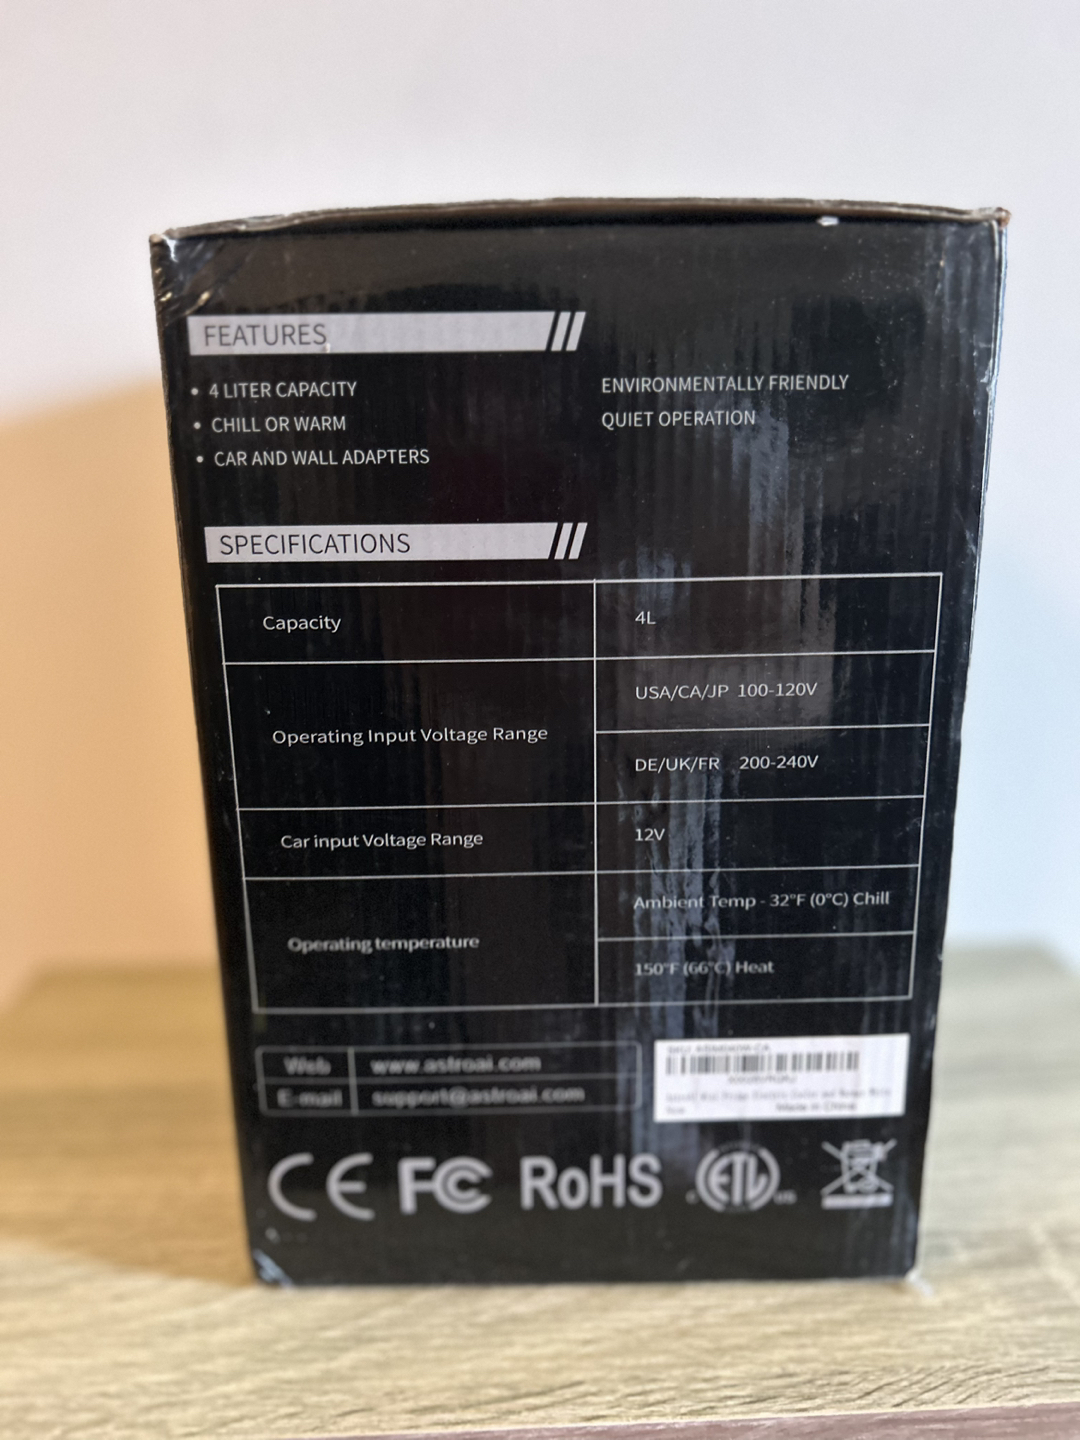 FEATURES
• 4 LITER CAPACITY
• CHILL OR WARM
• CAR AND WALL ADAPTERS
ENVIRONMENTALLY FRIENDLY
QUIET OPERATION
SPECIFICATIONS
Capacity 4L
Operating Input Voltage Range
USA/CA/JP 100-120V
DE/UK/FR 200-240V
Car input Voltage Range 12V
Operating temperature
Ambient Temp - 32°F (0°C) Chill
150°F (66°C) Heat
Web www.astroai.com
E-mail support@astroai.com
Made in China
CE FC RoHS ETL